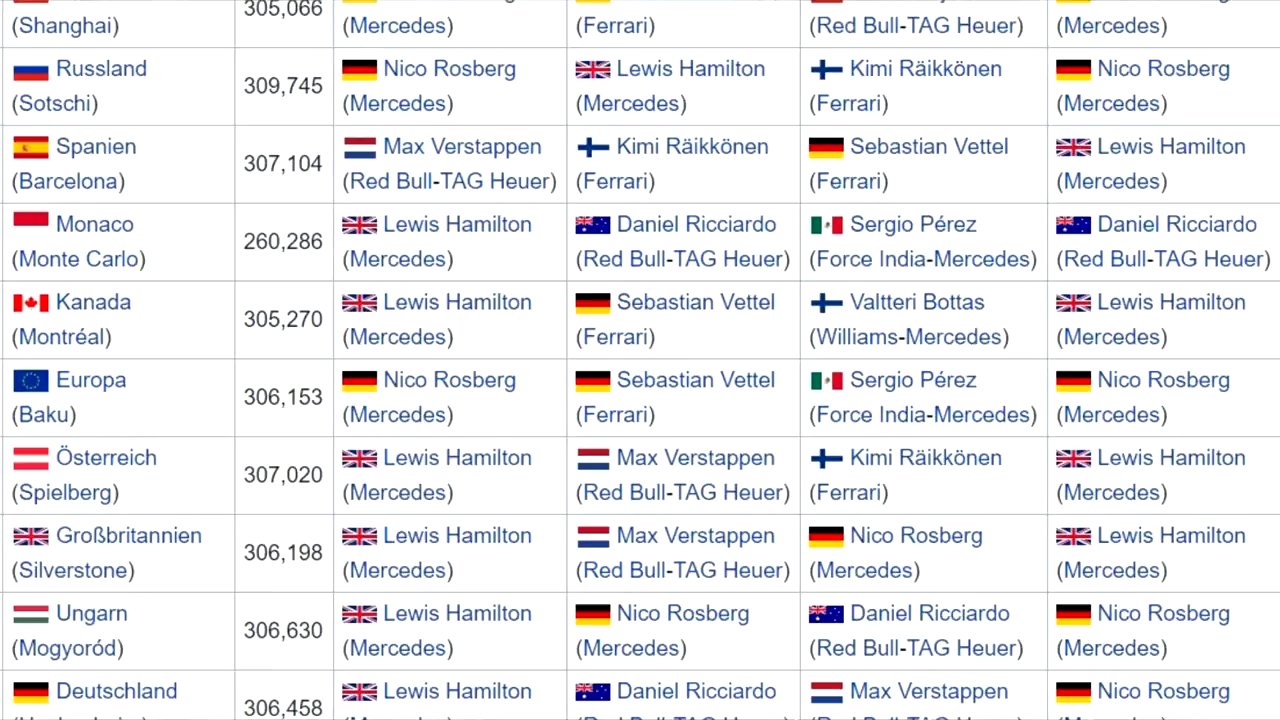 305,066
(Shanghai) (Mercedes) (Ferrari) (Red Bull-TAG Heuer) (Mercedes)
Russland Nico Rosberg Lewis Hamilton Kimi Räikkönen Nico Rosberg
309,745
(Sotschi) (Mercedes) (Mercedes) (Ferrari) (Mercedes)
Spanien Max Verstappen Kimi Räikkönen Sebastian Vettel Lewis Hamilton
307,104
(Barcelona) (Red Bull-TAG Heuer) (Ferrari) (Ferrari) (Mercedes)
Monaco Lewis Hamilton Daniel Ricciardo Sergio Pérez Daniel Ricciardo
260,286
(Monte Carlo) (Mercedes) (Red Bull-TAG Heuer) (Force India-Mercedes) (Red Bull-TAG Heuer)
Kanada Lewis Hamilton Sebastian Vettel Valtteri Bottas Lewis Hamilton
305,270
(Montréal) (Mercedes) (Ferrari) (Williams-Mercedes) (Mercedes)
Europa Nico Rosberg Sebastian Vettel Sergio Pérez Nico Rosberg
306,153
(Baku) (Mercedes) (Ferrari) (Force India-Mercedes) (Mercedes)
Österreich Lewis Hamilton Max Verstappen Kimi Räikkönen Lewis Hamilton
307,020
(Spielberg) (Mercedes) (Red Bull-TAG Heuer) (Ferrari) (Mercedes)
Großbritannien Lewis Hamilton Max Verstappen Nico Rosberg Lewis Hamilton
306,198
(Silverstone) (Mercedes) (Red Bull-TAG Heuer) (Mercedes) (Mercedes)
Ungarn Lewis Hamilton Nico Rosberg Daniel Ricciardo Nico Rosberg
306,630
(Mogyoród) (Mercedes) (Mercedes) (Red Bull-TAG Heuer) (Mercedes)
Deutschland Lewis Hamilton Daniel Ricciardo Max Verstappen Nico Rosberg
306,458